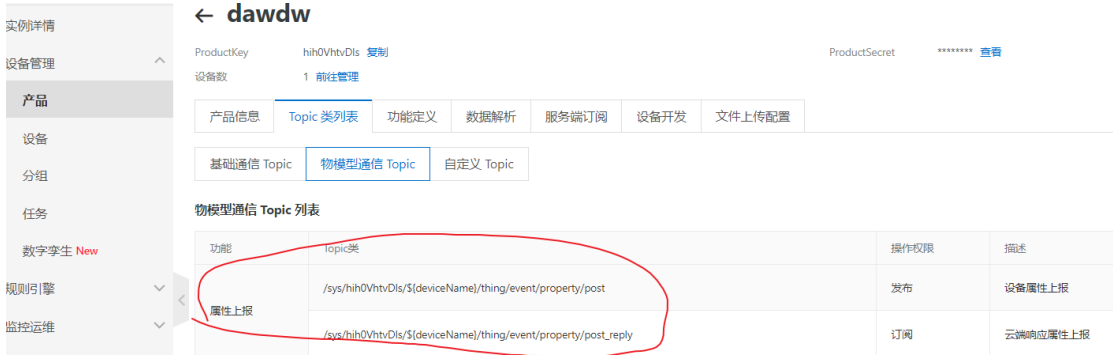 实例详情
设备管理
产品
设备
分组
任务
数字孪生 New
规则引擎
监控运维
← dawdw
ProductKey hih0VhtvDls 复制 ProductSecret ******** 查看
设备数 1 前往管理
产品信息 Topic 类列表 功能定义 数据解析 服务端订阅 设备开发 文件上传配置
基础通信 Topic 物模型通信 Topic 自定义 Topic
物模型通信 Topic 列表
功能 Topic类 操作权限 描述
属性上报
/sys/hih0VhtvDls/${deviceName}/thing/event/property/post 发布 设备属性上报
/sys/hih0VhtvDls/${deviceName}/thing/event/property/post_reply 订阅 云端响应属性上报